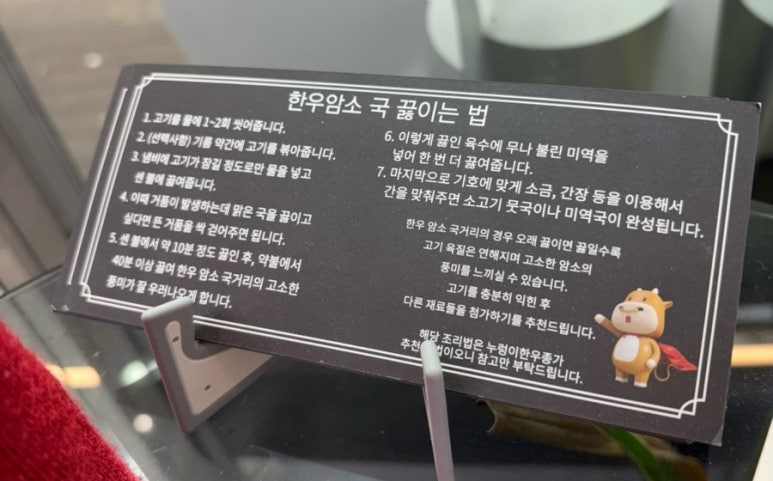 한우암소 국 끓이는 법
1. 고기를 물에 1~2회 씻어줍니다.
2. (선택사항) 기름 약간에 고기를 볶아줍니다.
3. 냄비에 고기가 잠길 정도로만 물을 넣고
센 불에 끓여줍니다.
4. 이때 거품이 발생하는데 맑은 국을 끓이고
싶다면 뜬 거품을 싹 걷어주면 됩니다.
5. 센 불에서 약 10분 정도 끓인 후, 약불에서
40분 이상 끓여 한우 암소 국거리의 고소한
풍미가 잘 우러나오게 합니다.
6. 이렇게 끓인 육수에 무나 불린 미역을
넣어 한 번 더 끓여줍니다.
7. 마지막으로 기호에 맞게 소금, 간장 등을 이용해서
간을 맞춰주면 소고기 뭇국이나 미역국이 완성됩니다.
한우 암소 국거리의 경우 오래 끓이면 끓일수록
고기 육질은 연해지며 고소한 암소의
풍미를 느끼실 수 있습니다.
고기를 충분히 익힌 후
다른 재료들을 첨가하기를 추천드립니다.
해당 조리법은 누렁이한우종가
추천 법이오니 참고만 부탁드립니다.